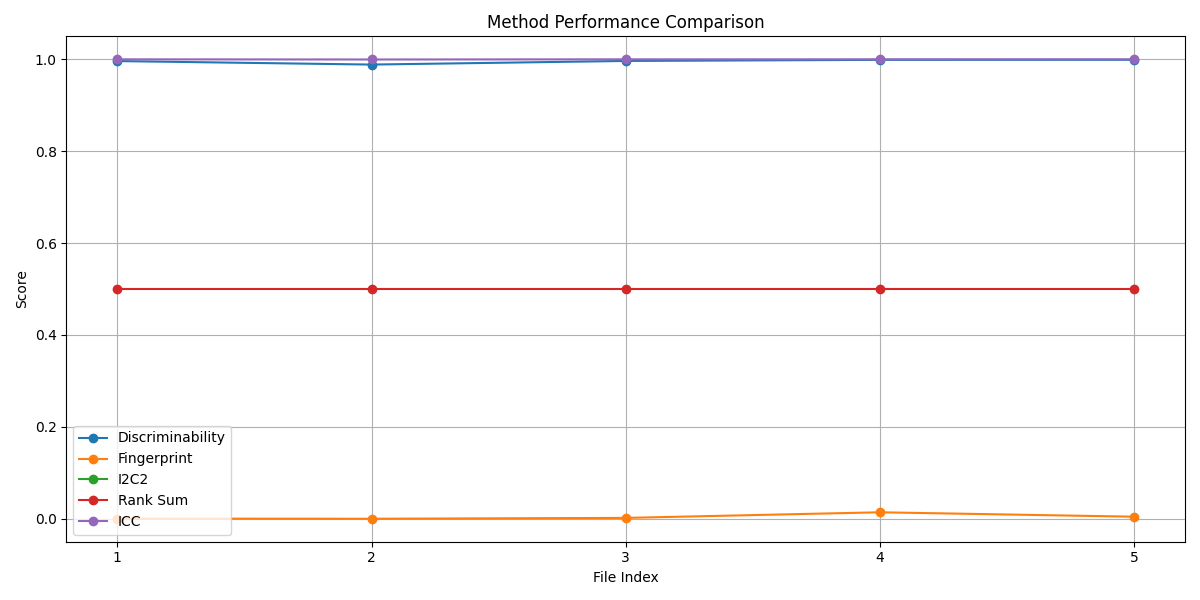 Method Performance Comparison
1.0
0.8
0.6
0.4
0.2
0.0
Score
Discriminability
Fingerprint
I2C2
Rank Sum
ICC
1 2 3 4 5
File Index